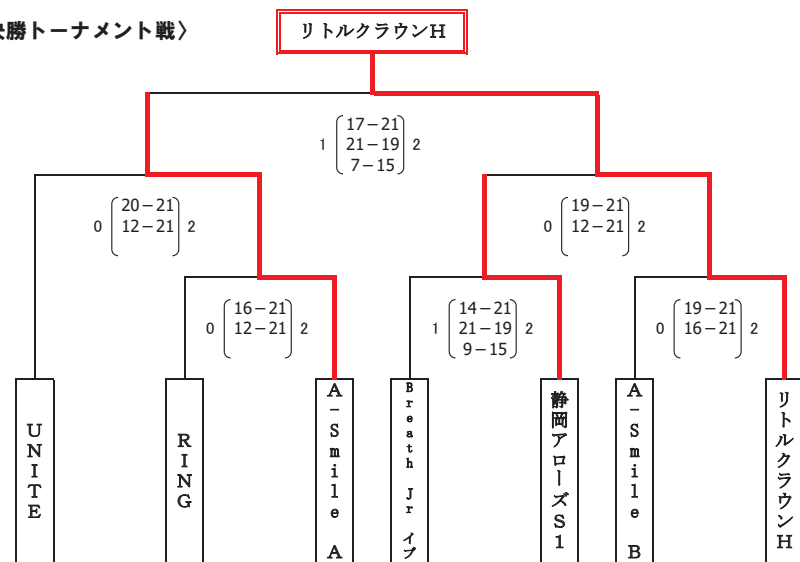 決勝トーナメント戦〉
リトルクラウンH
17－21
1 21－19 2
7－15
20－21
0 12－21 2
19－21
0 12－21 2
16－21
0 12－21 2
14－21
1 21－19 2
9－15
19－21
0 16－21 2
UNITE
RING
A－Smile A
Breath Jr イブ
静岡アローズS1
A－Smile B
リトルクラウンH